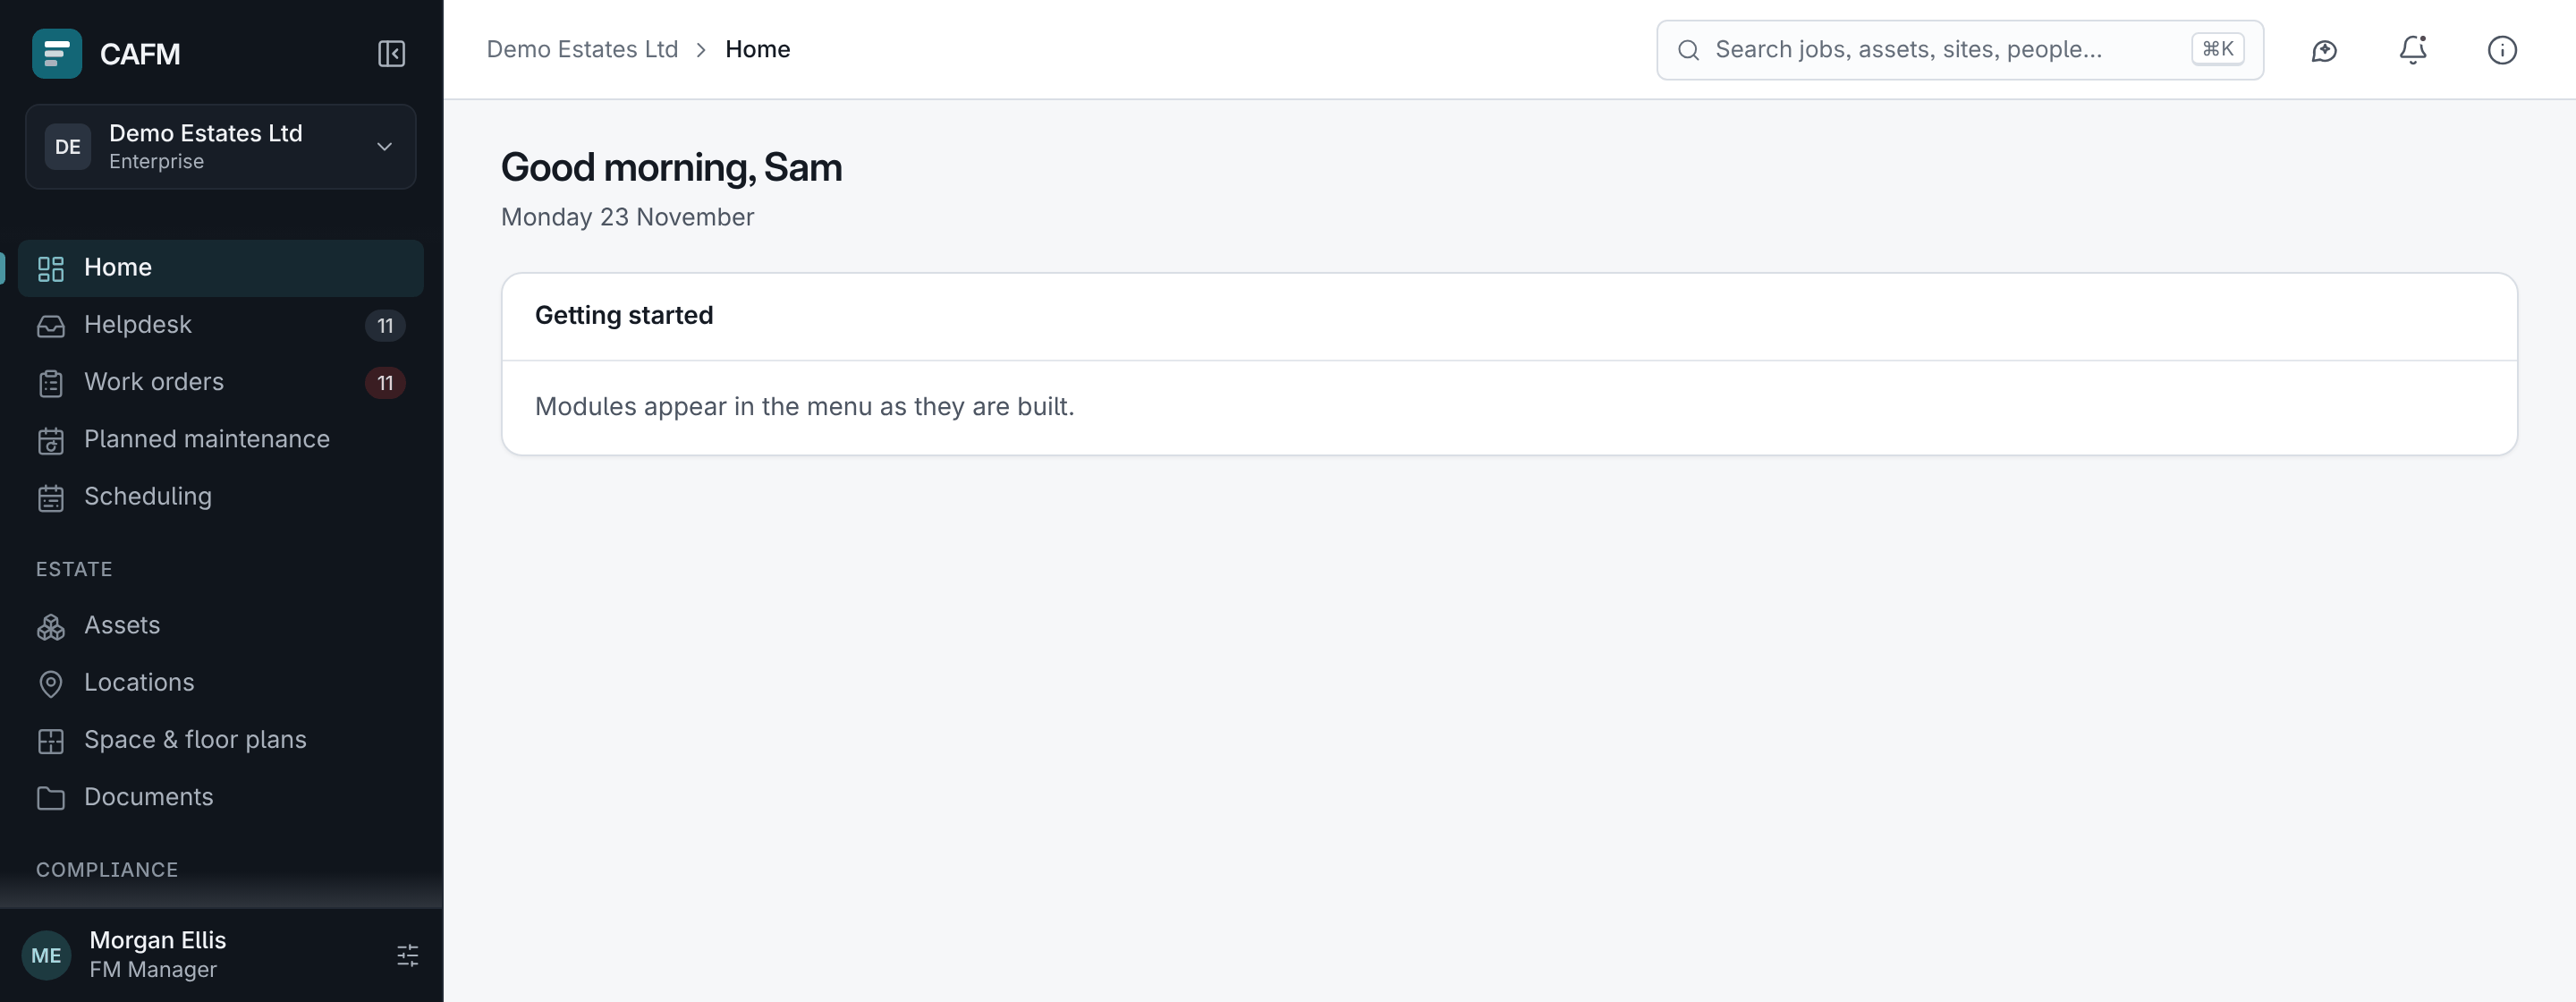 CAFM
DE
Demo Estates Ltd
Enterprise
Home
Helpdesk 11
Work orders 11
Planned maintenance
Scheduling
ESTATE
Assets
Locations
Space & floor plans
Documents
COMPLIANCE
ME
Morgan Ellis
FM Manager
Demo Estates Ltd > Home
Search jobs, assets, sites, people... ⌘K
Good morning, Sam
Monday 23 November
Getting started
Modules appear in the menu as they are built.